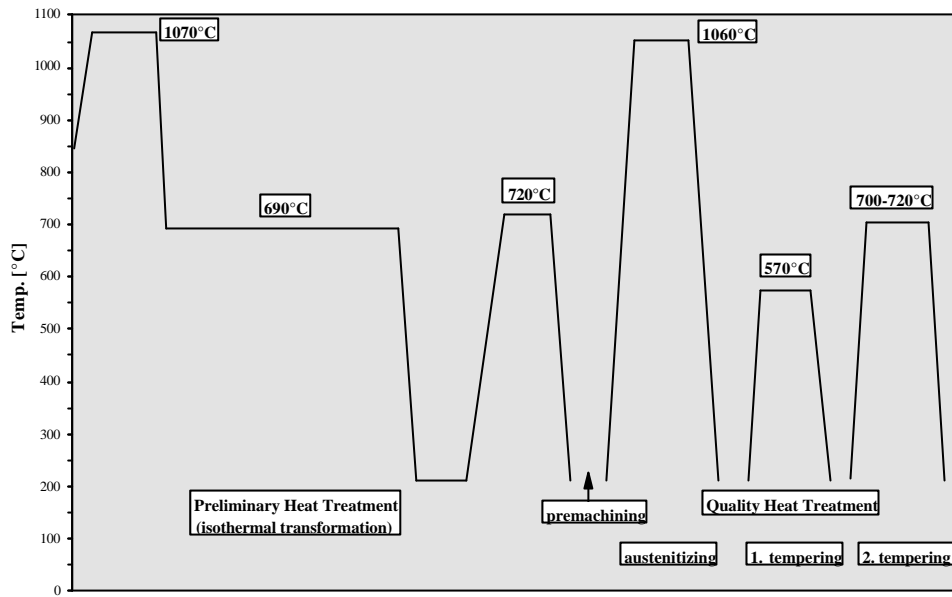 1100
1000
900
800
700
600
500
400
300
200
100
0
Temp. [°C]
1070°C
690°C
720°C
1060°C
570°C
700-720°C
Preliminary Heat Treatment
(isothermal transformation)
premachining
Quality Heat Treatment
austenitizing
1. tempering
2. tempering